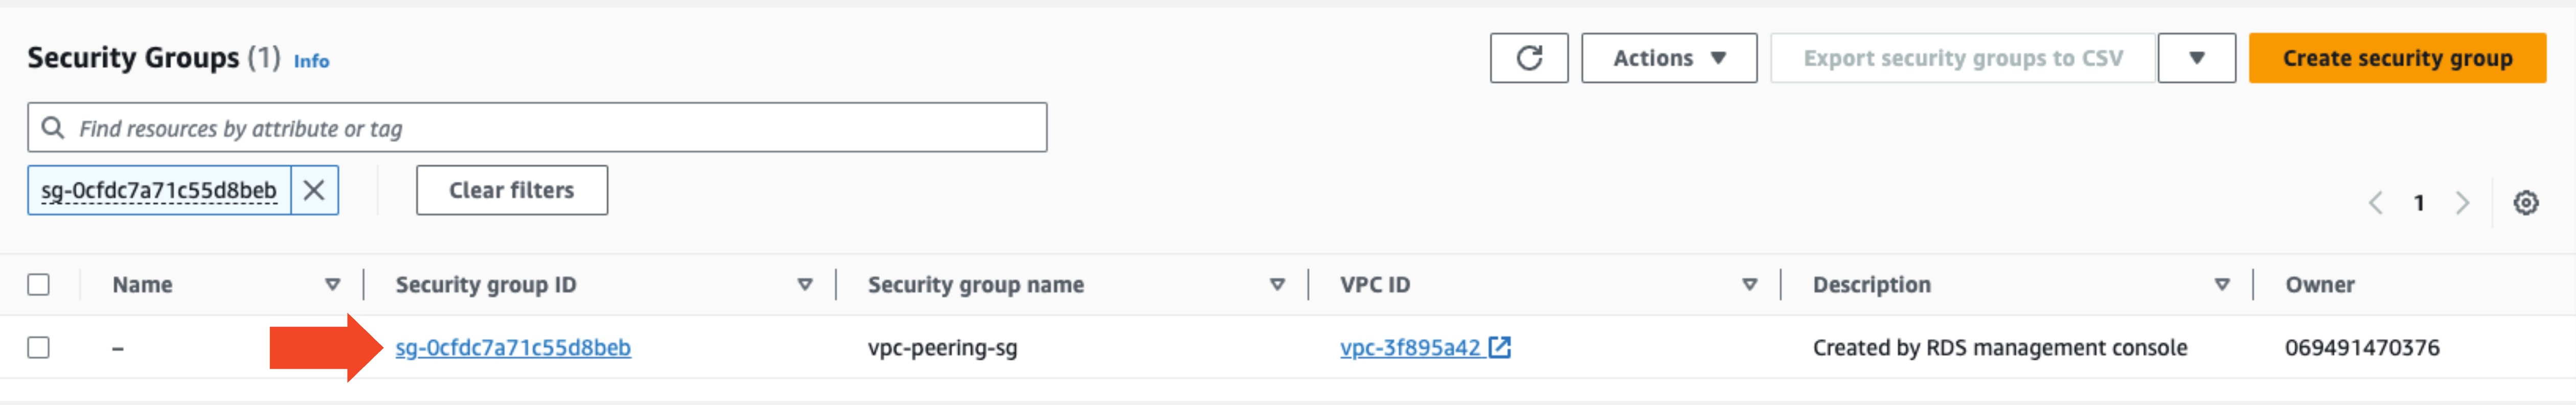 Security Groups (1) Info
Actions Export security groups to CSV Create security group
Find resources by attribute or tag
sg-0cfdc7a71c55d8beb Clear filters
1
Name Security group ID Security group name VPC ID Description Owner
– sg-0cfdc7a71c55d8beb vpc-peering-sg vpc-3f895a42 Created by RDS management console 069491470376